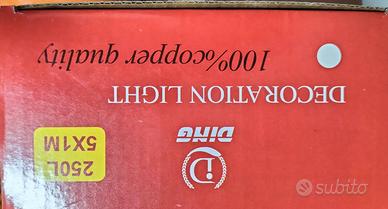 250L
5X1M
DING
DECORATION LIGHT
100%copper quality
subito